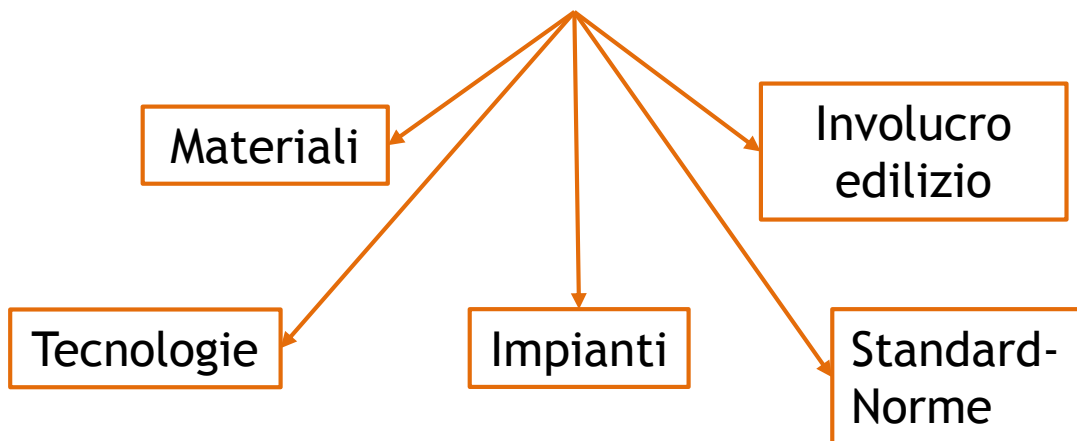 Materiali
Involucro
edilizio
Tecnologie
Impianti
Standard-
Norme